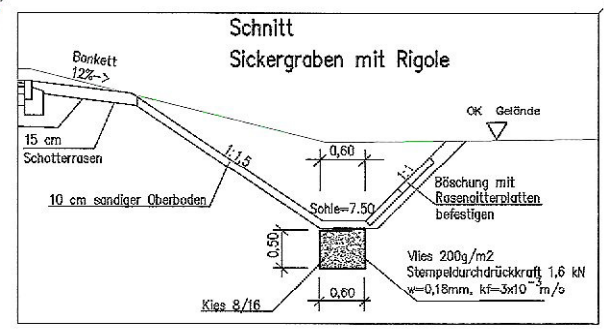 Schnitt
Sickergraben mit Rigole
Bankett
12%->
OK Gelände
15 cm
Schotterrasen
1:1,5
0,60
1:1
10 cm sandiger Oberboden
Sohle=7.50
Böschung mit
Rasengitterplatten
befestigen
0,50
Vlies 200g/m2
Stempeldurchdrückkraft 1,6 kN
w=0,18mm, kf=3x10⁻³m/s
Kies 8/16
0,60